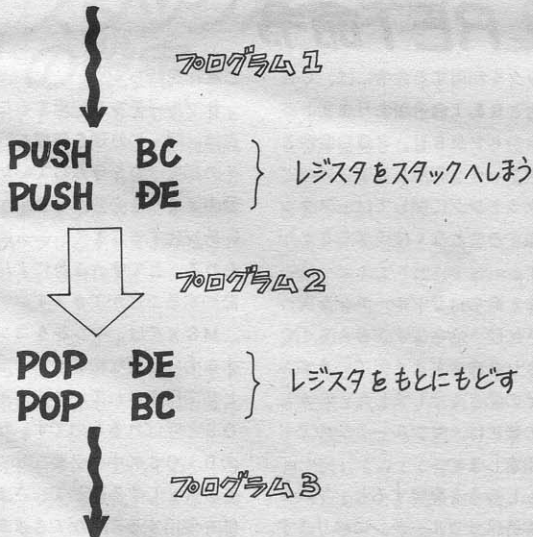 プログラム1
PUSH BC
PUSH DE
レジスタをスタックへしまう
プログラム2
POP DE
POP BC
レジスタをもとにもどす
プログラム3